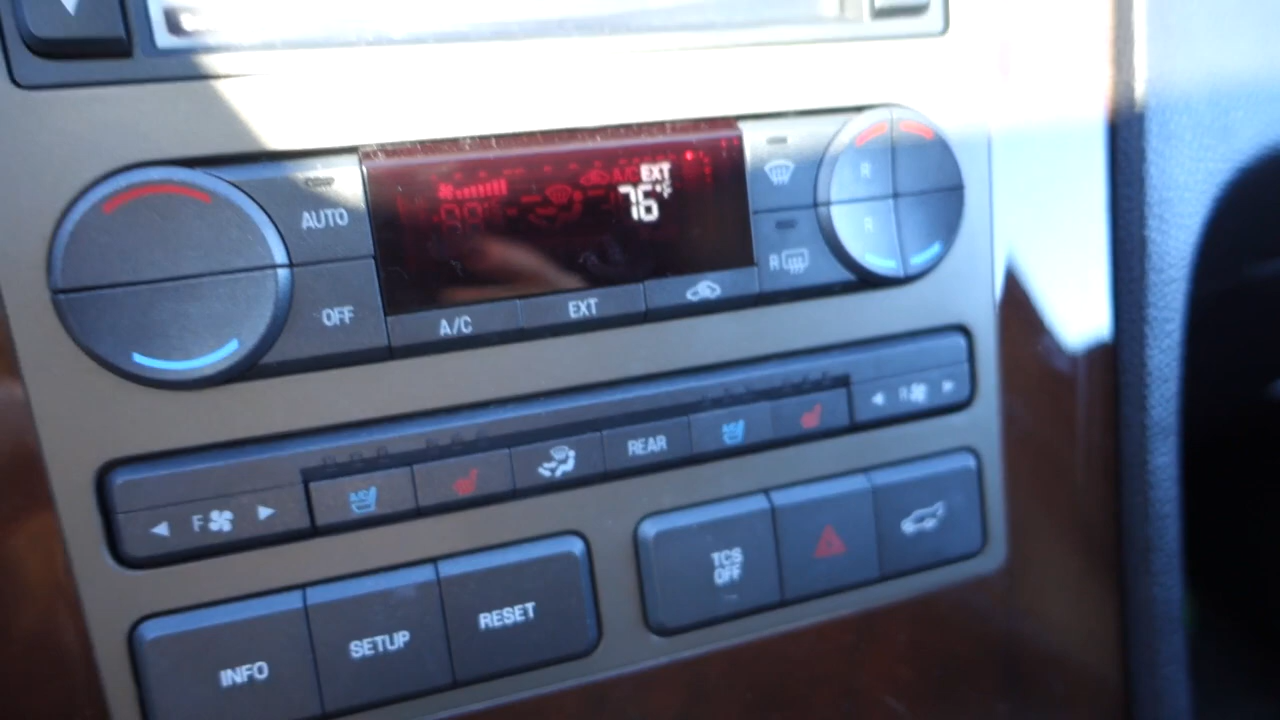 A/C EXT
76°F
AUTO
R
R
R
OFF
A/C
EXT
F
A/C
REAR
A/C
R
INFO
SETUP
RESET
TCS
OFF